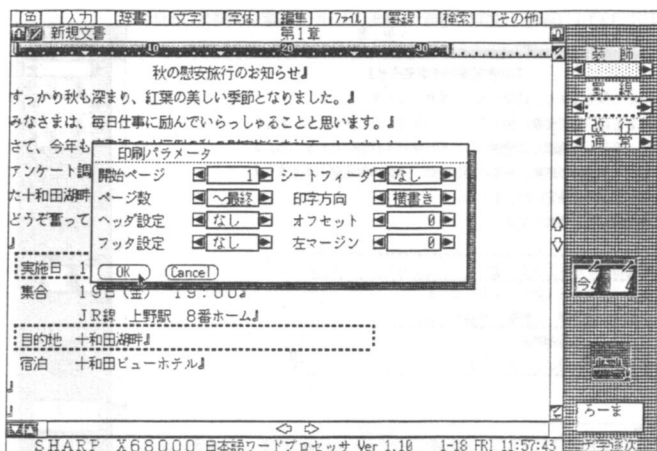 [色] [入力] [辞書] [文字] [字体] [編集] [ファイル] [罫線] [検索] [その他]
新規文書 第1章
10 20 30
秋の慰安旅行のお知らせ』
すっかり秋も深まり、紅葉の美しい季節となりました。』
みなさまは、毎日仕事に励んでいらっしゃることと思います。』
さて、今年も
アンケート調
た十和田湖畔
どうぞ奮って
』
印刷パラメータ
開始ページ 1 シートフィーダ なし
ページ数 ～最終 印字方向 横書き
ヘッダ設定 なし オフセット 0
フッタ設定 なし 左マージン 0
OK Cancel
実施日 1
集合 19日(金) 19:00』
JR線 上野駅 8番ホーム』
目的地 十和田湖畔』
宿泊 十和田ビューホテル』
』
』
装飾
罫線
改行
通常
今
ろーま
SHARP X68000 日本語ワードプロセッサ Ver 1.10 1-18 FRI 11:57:43